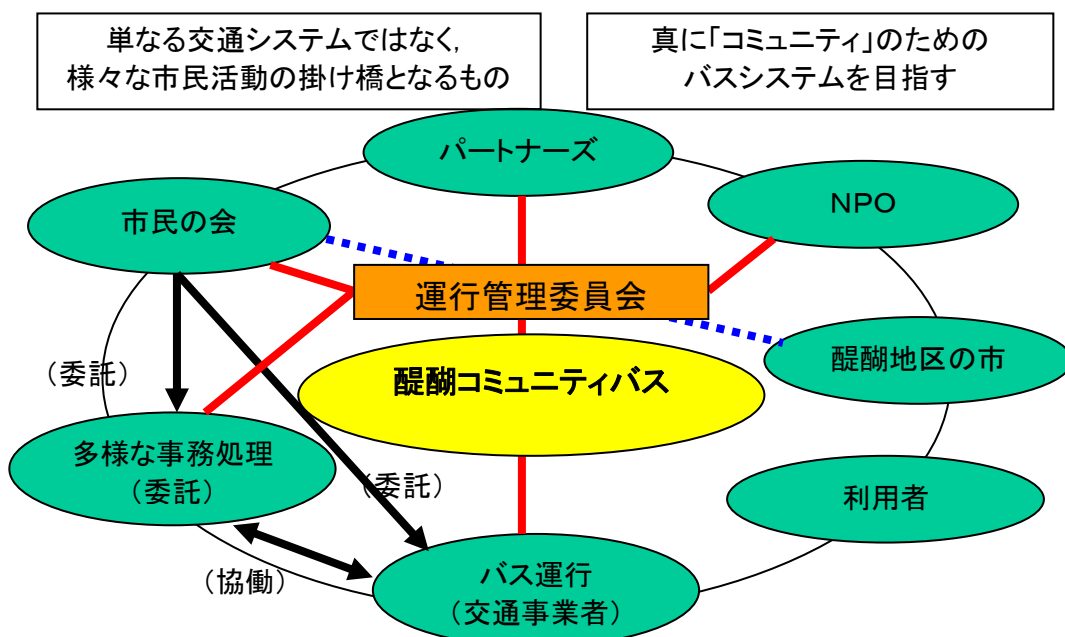 単なる交通システムではなく，
様々な市民活動の掛け橋となるもの
真に「コミュニティ」のための
バスシステムを目指す
パートナーズ
市民の会
NPO
運行管理委員会
醍醐コミュニティバス
醍醐地区の市
（委託）
多様な事務処理
（委託）
（委託）
利用者
（協働）
バス運行
（交通事業者）